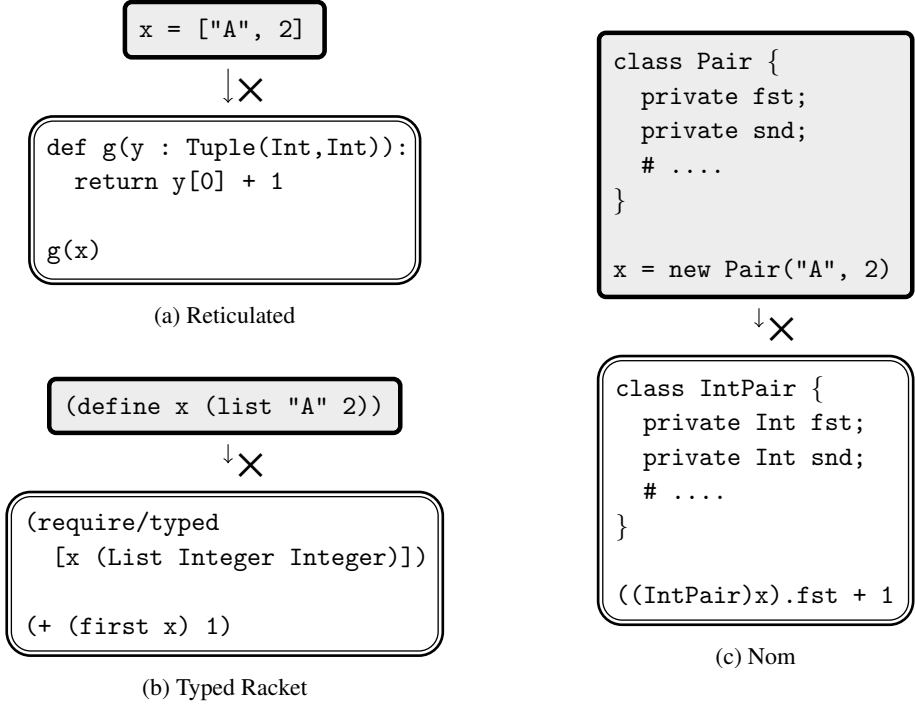 x = ["A", 2]
↓×
def g(y : Tuple(Int,Int)):
  return y[0] + 1
g(x)
(a) Reticulated
(define x (list "A" 2))
↓×
(require/typed
  [x (List Integer Integer)])
(+ (first x) 1)
(b) Typed Racket
class Pair {
  private fst;
  private snd;
  # ....
}
x = new Pair("A", 2)
↓×
class IntPair {
  private Int fst;
  private Int snd;
  # ....
}
((IntPair)x).fst + 1
(c) Nom